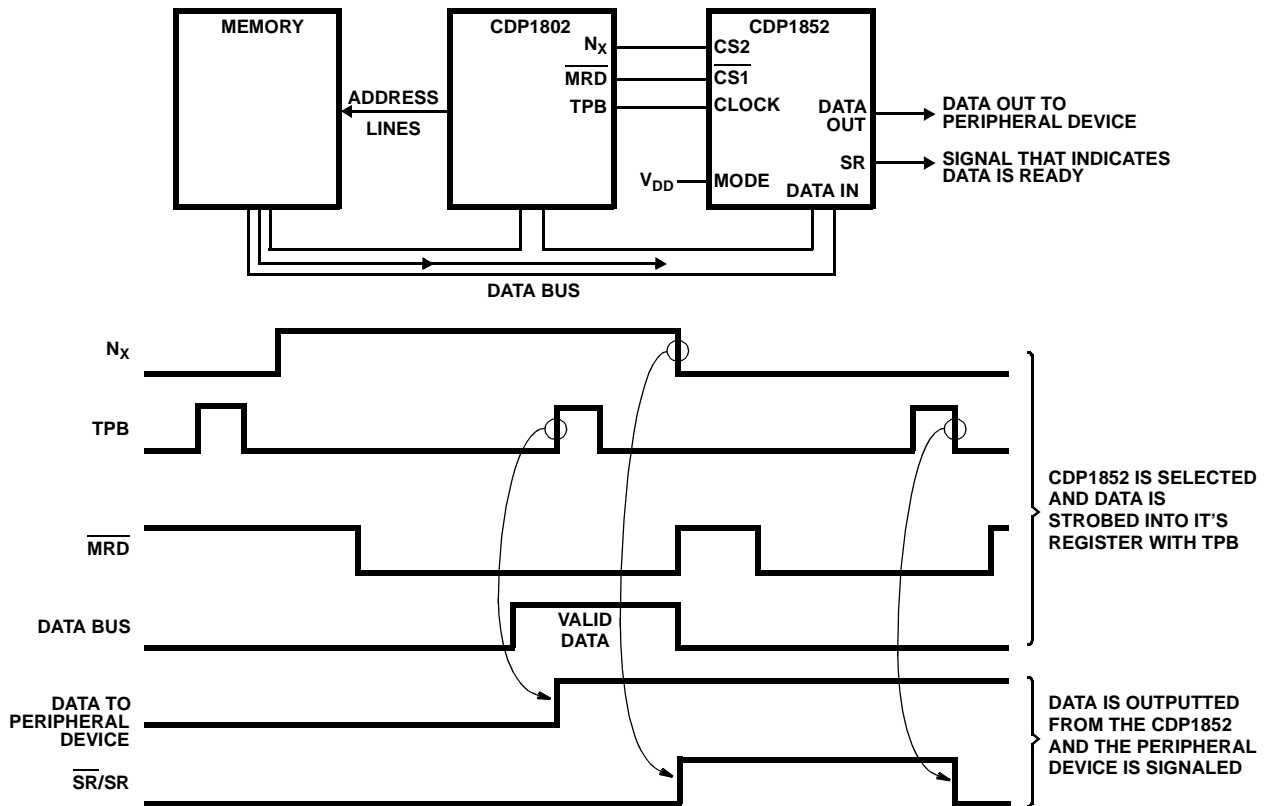 MEMORY
CDP1802
CDP1852
NX
CS2
MRD
CS1
TPB
CLOCK
ADDRESS
LINES
DATA
OUT
DATA OUT TO
PERIPHERAL DEVICE
SR
SIGNAL THAT INDICATES
DATA IS READY
VDD
MODE
DATA IN
DATA BUS
NX
TPB
MRD
DATA BUS
VALID
DATA
CDP1852 IS SELECTED
AND DATA IS
STROBED INTO IT’S
REGISTER WITH TPB
DATA TO
PERIPHERAL
DEVICE
SR/SR
DATA IS OUTPUTTED
FROM THE CDP1852
AND THE PERIPHERAL
DEVICE IS SIGNALED